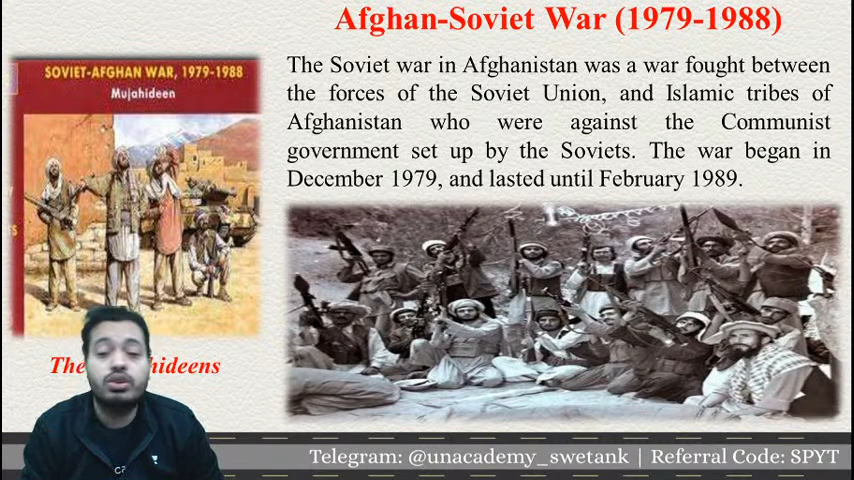 Afghan-Soviet War (1979-1988)
SOVIET-AFGHAN WAR, 1979-1988
Mujahideen
The Soviet war in Afghanistan was a war fought between
the forces of the Soviet Union, and Islamic tribes of
Afghanistan who were against the Communist
government set up by the Soviets. The war began in
December 1979, and lasted until February 1989.
The hideens
Telegram: @unacademy_swetank | Referral Code: SPYT